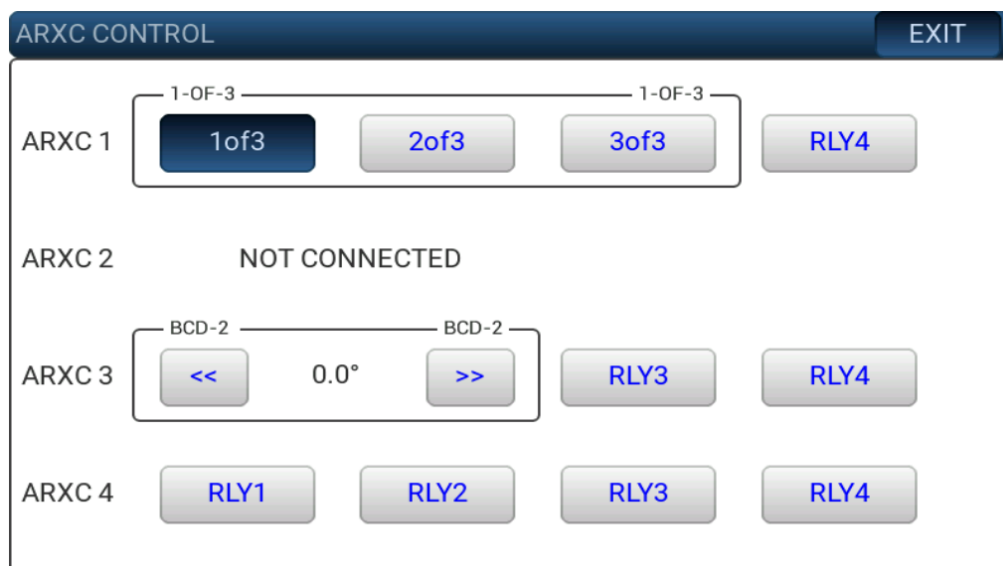 ARXC CONTROL EXIT
1-OF-3 1-OF-3
ARXC 1 1of3 2of3 3of3 RLY4
ARXC 2 NOT CONNECTED
BCD-2 BCD-2
ARXC 3 << 0.0° >> RLY3 RLY4
ARXC 4 RLY1 RLY2 RLY3 RLY4